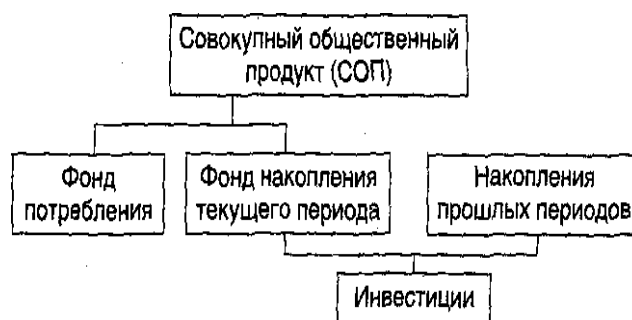 Совокупный общественный
продукт (СОП)
Фонд
потребления
Фонд накопления
текущего периода
Накопления
прошлых периодов
Инвестиции